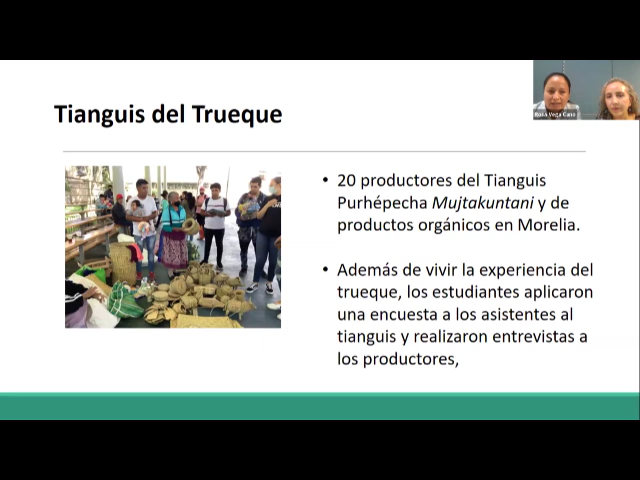 Tianguis del Trueque
Rosa Vega Cano
• 20 productores del Tianguis
Purhépecha Mujtakuntani y de
productos orgánicos en Morelia.
• Además de vivir la experiencia del
trueque, los estudiantes aplicaron
una encuesta a los asistentes al
tianguis y realizaron entrevistas a
los productores,